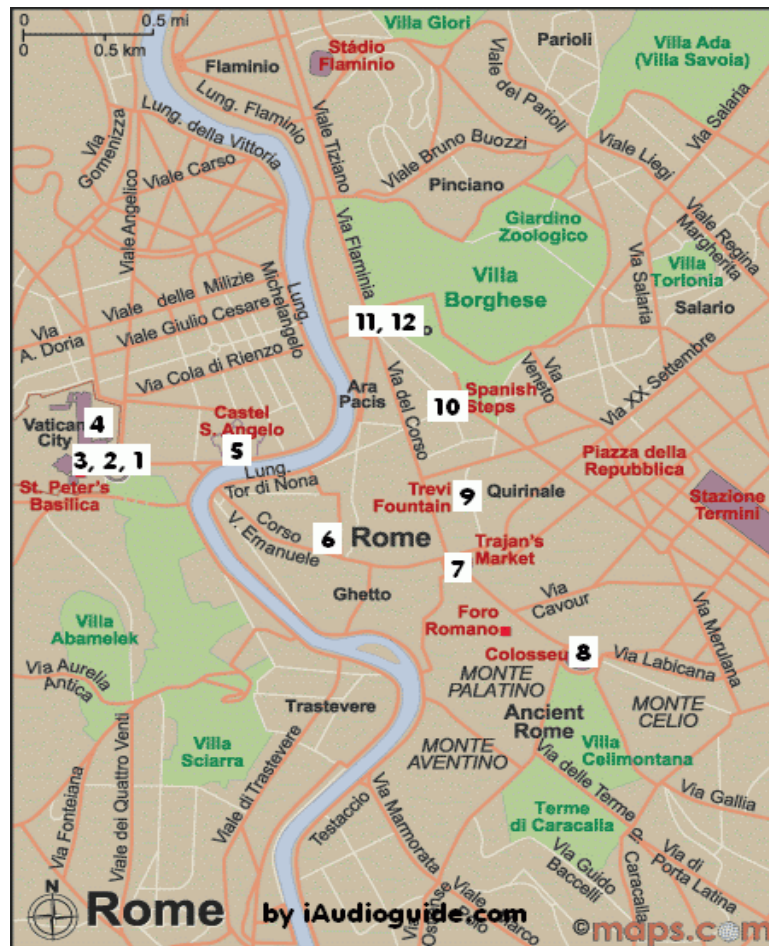 0 0.5 mi
0 0.5 km
Villa Glori
Parioli
Villa Ada
(Villa Savoia)
Stádio
Flaminio
Flaminio
Lung. Flaminio
Lung. della Vittoria
Via
Gomenizza
Viale Carso
Viale Angelico
Viale Tiziano
Viale dei Parioli
Viale Bruno Buozzi
Viale Liegi
Via Salaria
Pinciano
Giardino
Zoologico
Viale Regina
Margherita
Via Flaminia
Villa
Borghese
Via Salaria
Villa
Torlonia
Salario
Viale delle Milizie
Viale Giulio Cesare
Lung.
Michelangelo
Via
A. Doria
Via Cola di Rienzo
11, 12
Ara
Pacis
Via del Corso
Via
Veneto
Via XX Settembre
10
Spanish
Steps
4
Vatican
City
Castel
S. Angelo
5
3, 2, 1
St. Peter's
Basilica
Lung.
Tor di Nona
Piazza della
Repubblica
Stazione
Termini
Trevi
Fountain
9
Quirinale
Corso
V. Emanuele
6
Rome
7
Trajan's
Market
Ghetto
Via
Cavour
Via Merulana
Foro
Romano
Colosseu
8
Via Labicana
Villa
Abamelek
Via Aurelia
Antica
MONTE
PALATINO
MONTE
CELIO
Trastevere
Ancient
Rome
MONTE
AVENTINO
Villa
Sciarra
Villa
Celimontana
Via Fonteiana
Viale dei Quattro Venti
Viale di Trastevere
Testaccio
Via Marmorata
Via delle Terme
Terme
di Caracalla
Via Gallia
Via Guido
Baccelli
P. Caracalla
Via di
Porta Latina
N
Rome
by iAudioguide.com
©maps.com